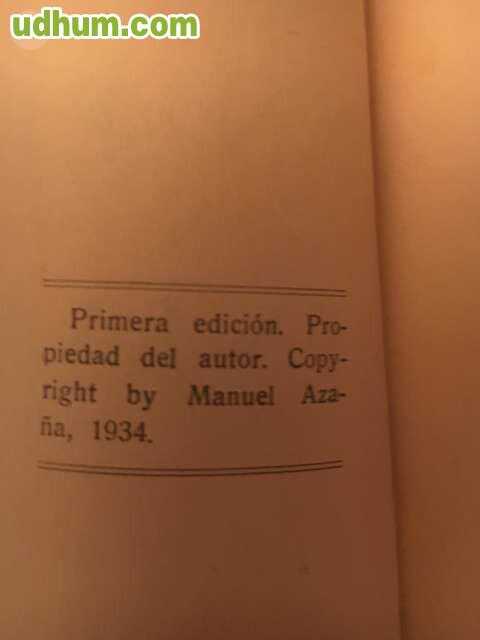 udhum.com
Primera edición. Pro-
piedad del autor. Copy-
right by Manuel Aza-
ña, 1934.